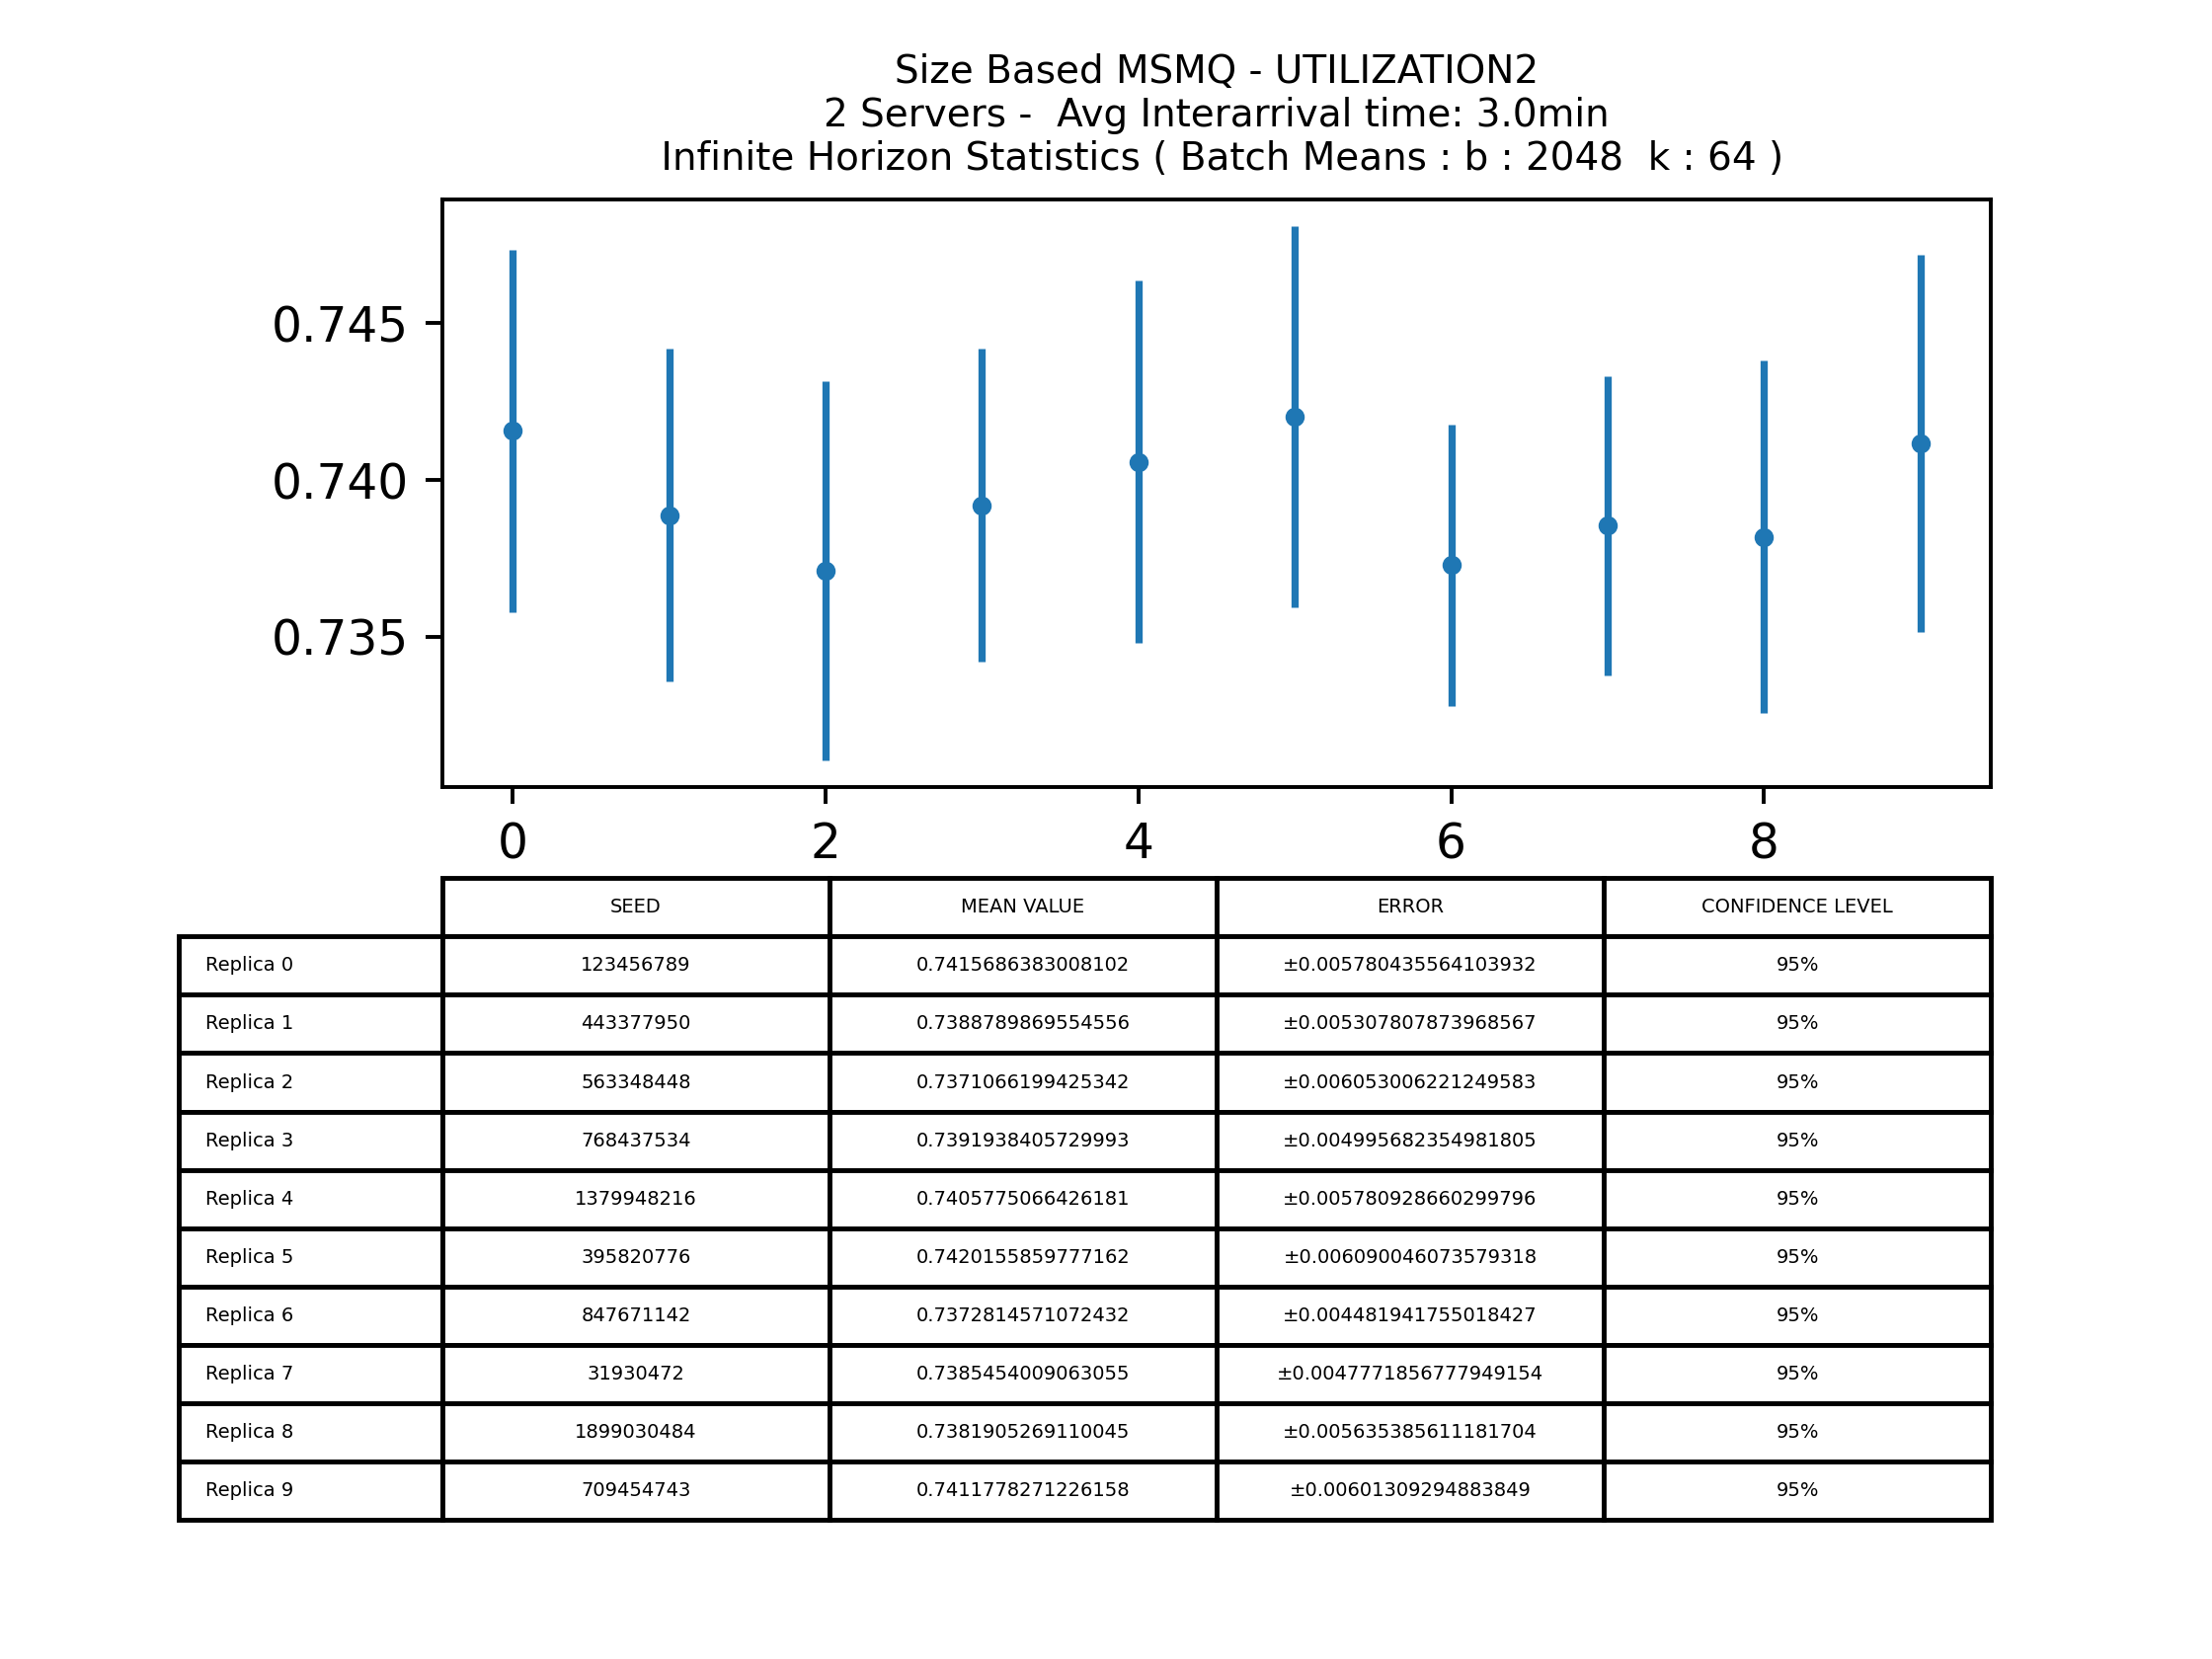 Size Based MSMQ - UTILIZATION2
2 Servers -  Avg Interarrival time: 3.0min
Infinite Horizon Statistics ( Batch Means : b : 2048  k : 64 )
0.745
0.740
0.735
0 2 4 6 8
SEED MEAN VALUE ERROR CONFIDENCE LEVEL
Replica 0 123456789 0.7415686383008102 ±0.005780435564103932 95%
Replica 1 443377950 0.7388789869554556 ±0.005307807873968567 95%
Replica 2 563348448 0.7371066199425342 ±0.006053006221249583 95%
Replica 3 768437534 0.7391938405729993 ±0.004995682354981805 95%
Replica 4 1379948216 0.7405775066426181 ±0.005780928660299796 95%
Replica 5 395820776 0.7420155859777162 ±0.006090046073579318 95%
Replica 6 847671142 0.7372814571072432 ±0.004481941755018427 95%
Replica 7 31930472 0.7385454009063055 ±0.0047771856777949154 95%
Replica 8 1899030484 0.7381905269110045 ±0.005635385611181704 95%
Replica 9 709454743 0.7411778271226158 ±0.00601309294883849 95%